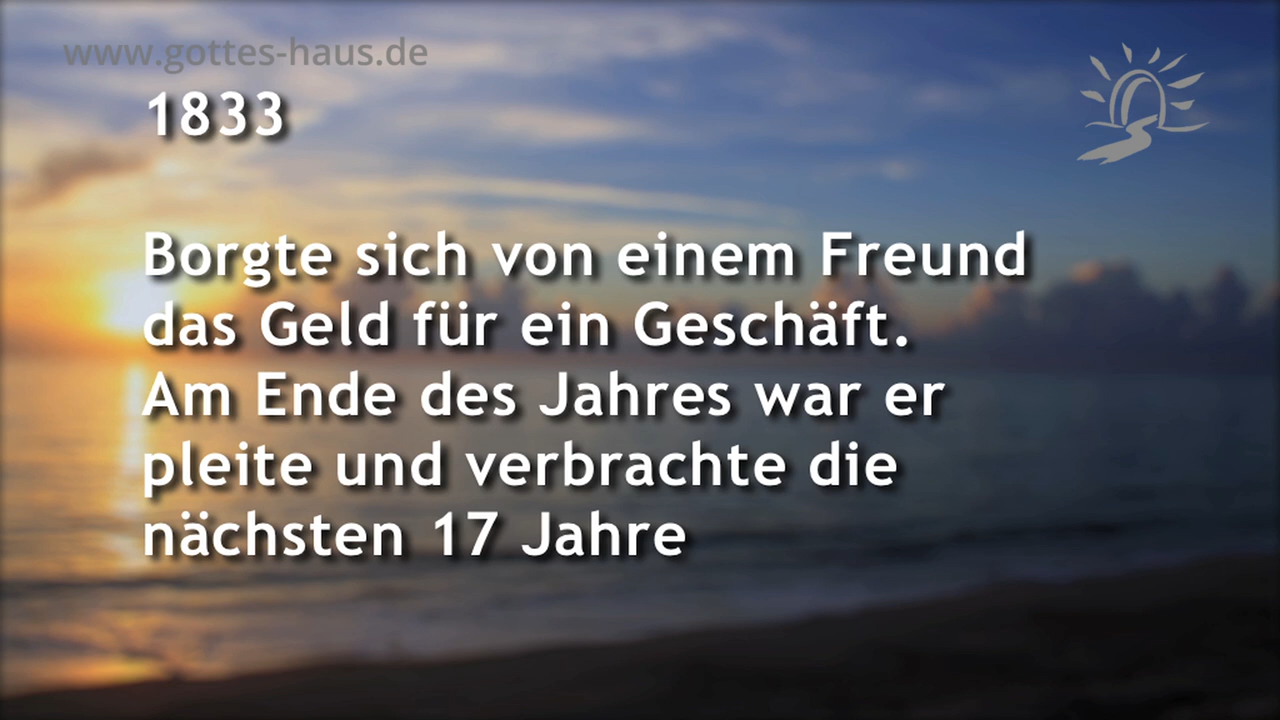 www.gottes-haus.de
1833
Borgte sich von einem Freund
das Geld für ein Geschäft.
Am Ende des Jahres war er
pleite und verbrachte die
nächsten 17 Jahre